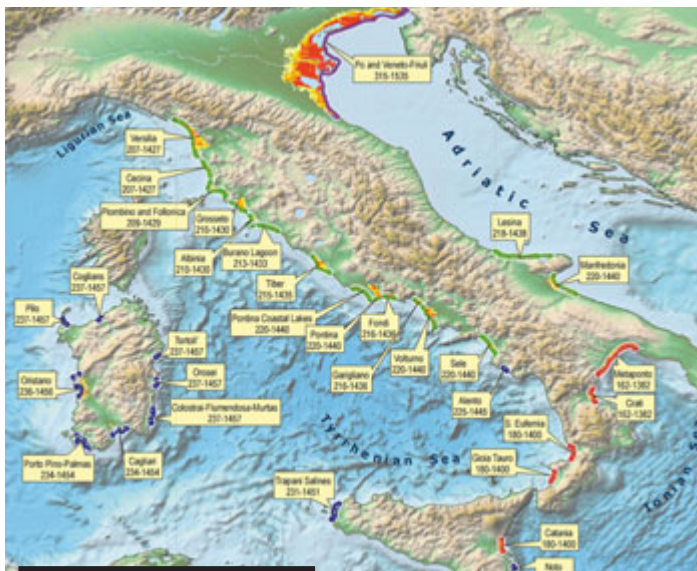 Po and Veneto-Friuli
315-1535
Ligurian Sea
Adriatic Sea
Versilia
207-1427
Cecina
207-1427
Piombino and Follonica
209-1429
Grosseto
210-1430
Albinia
210-1430
Burano Lagoon
213-1433
Tiber
215-1435
Lesina
218-1438
Manfredonia
220-1440
Coglians
237-1457
Pilo
237-1457
Pontina Coastal Lakes
220-1440
Pontina
220-1440
Fondi
216-1436
Garigliano
216-1436
Volturno
220-1440
Sele
220-1440
Alento
225-1445
Tortoli'
237-1457
Orosei
237-1457
Oristano
236-1456
Colostrai-Flumendosa-Murtas
237-1457
Metaponto
162-1382
Crati
162-1382
S. Eufemia
180-1400
Gioia Tauro
180-1400
Tyrrhenian Sea
Porto Pino-Palmas
234-1454
Cagliari
234-1454
Trapani Salines
231-1451
Ionian Sea
Catania
180-1400
Noto